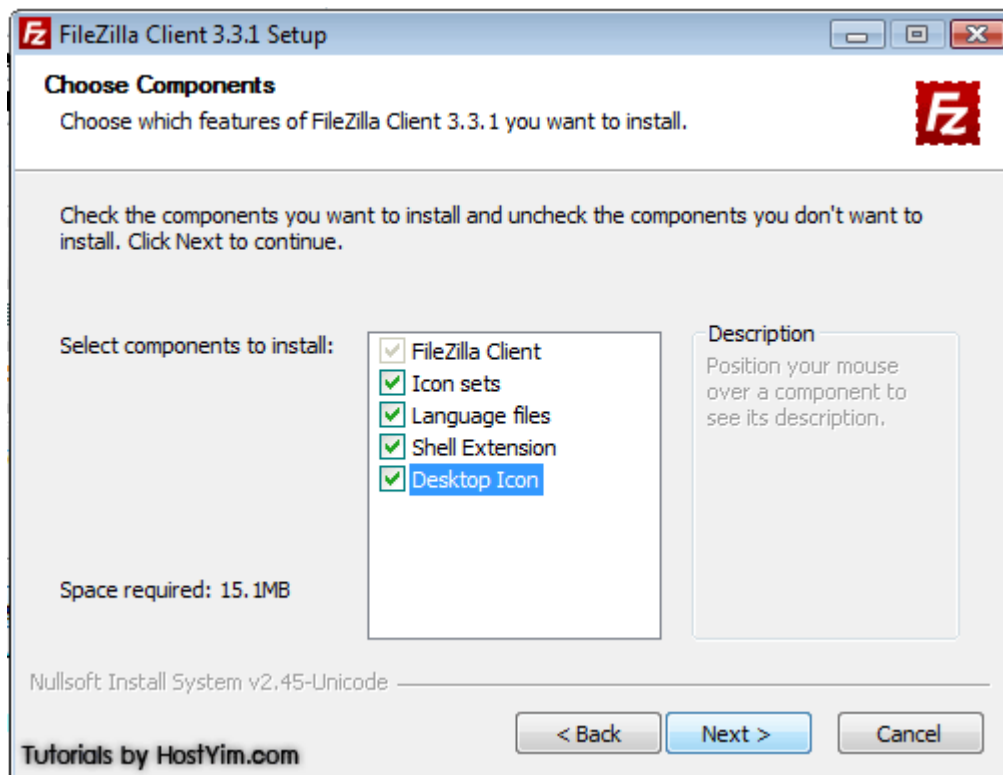 FileZilla Client 3.3.1 Setup
Choose Components
Choose which features of FileZilla Client 3.3.1 you want to install.
Fz
Check the components you want to install and uncheck the components you don't want to
install. Click Next to continue.
Select components to install:
FileZilla Client
Icon sets
Language files
Shell Extension
Desktop Icon
Description
Position your mouse
over a component to
see its description.
Space required: 15.1MB
Nullsoft Install System v2.45-Unicode
< Back
Next >
Cancel
Tutorials by HostYim.com